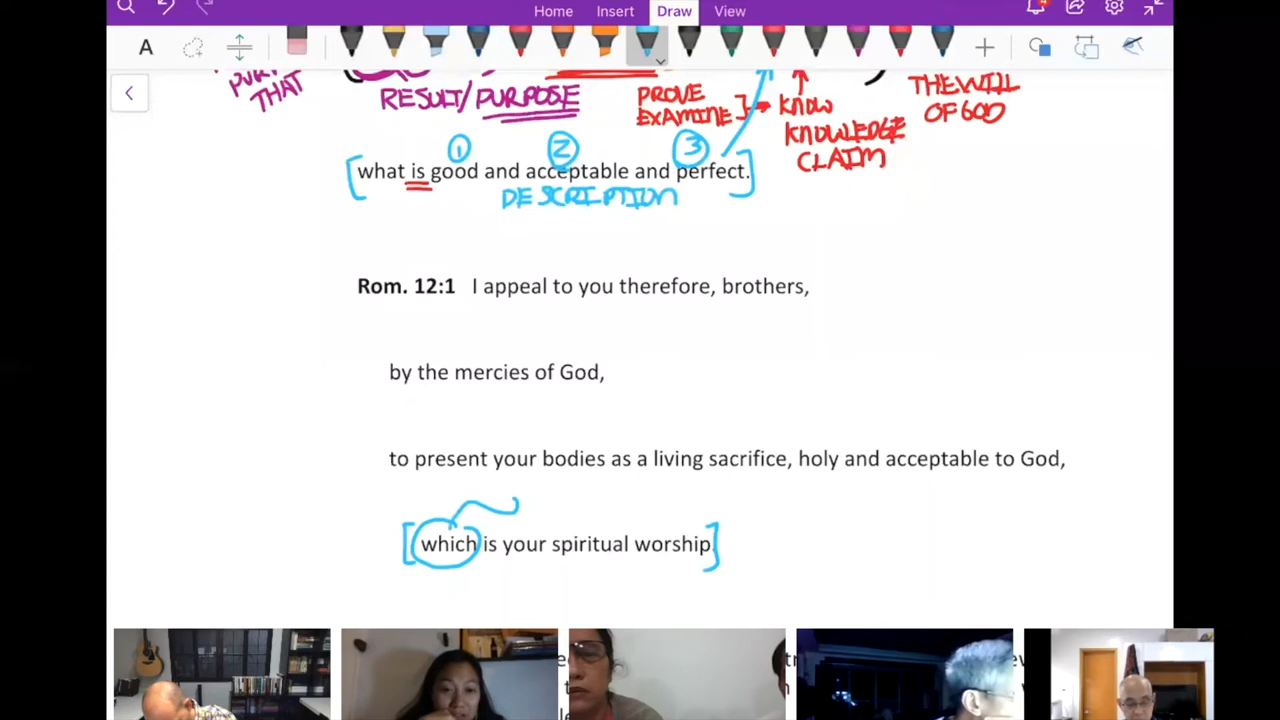 Home Insert Draw View
A
THAT
RESULT/PURPOSE
PROVE
EXAMINE
KNOW
KNOWLEDGE
CLAIM
THE WILL
OF GOD
1 2 3
[what is good and acceptable and perfect.]
DESCRIPTION
Rom. 12:1 I appeal to you therefore, brothers,
by the mercies of God,
to present your bodies as a living sacrifice, holy and acceptable to God,
[which is your spiritual worship.]